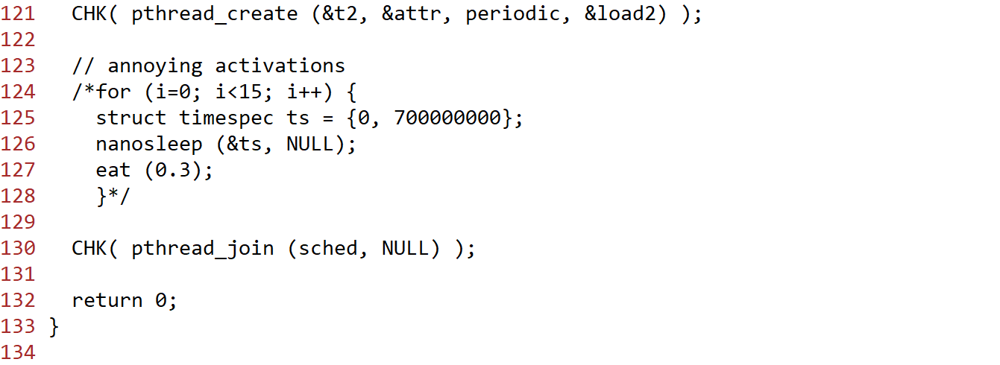 121   CHK( pthread_create (&t2, &attr, periodic, &load2) );
122
123   // annoying activations
124   /*for (i=0; i<15; i++) {
125     struct timespec ts = {0, 700000000};
126     nanosleep (&ts, NULL);
127     eat (0.3);
128     }*/
129
130   CHK( pthread_join (sched, NULL) );
131
132   return 0;
133 }
134